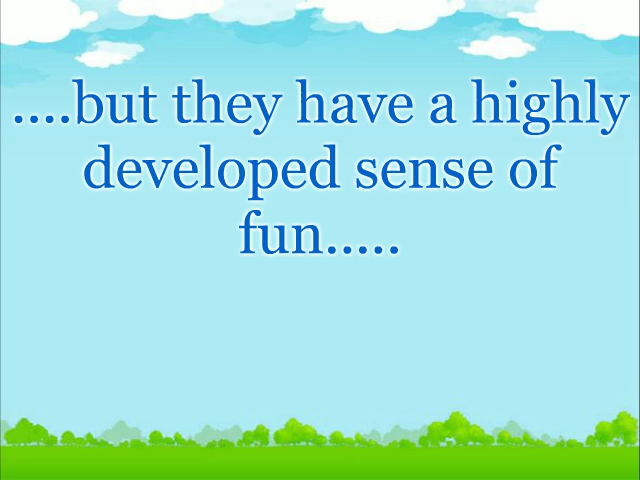 ....but they have a highly
developed sense of
fun.....